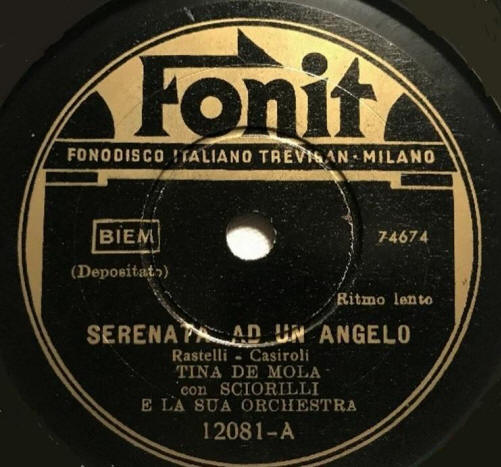 Fonit
FONODISCO ITALIANO TREVISAN - MILANO
BIEM
74674
(Depositato)
Ritmo lento
SERENATA AD UN ANGELO
Rastelli - Casiroli
TINA DE MOLA
con SCIORILLI
E LA SUA ORCHESTRA
12081-A